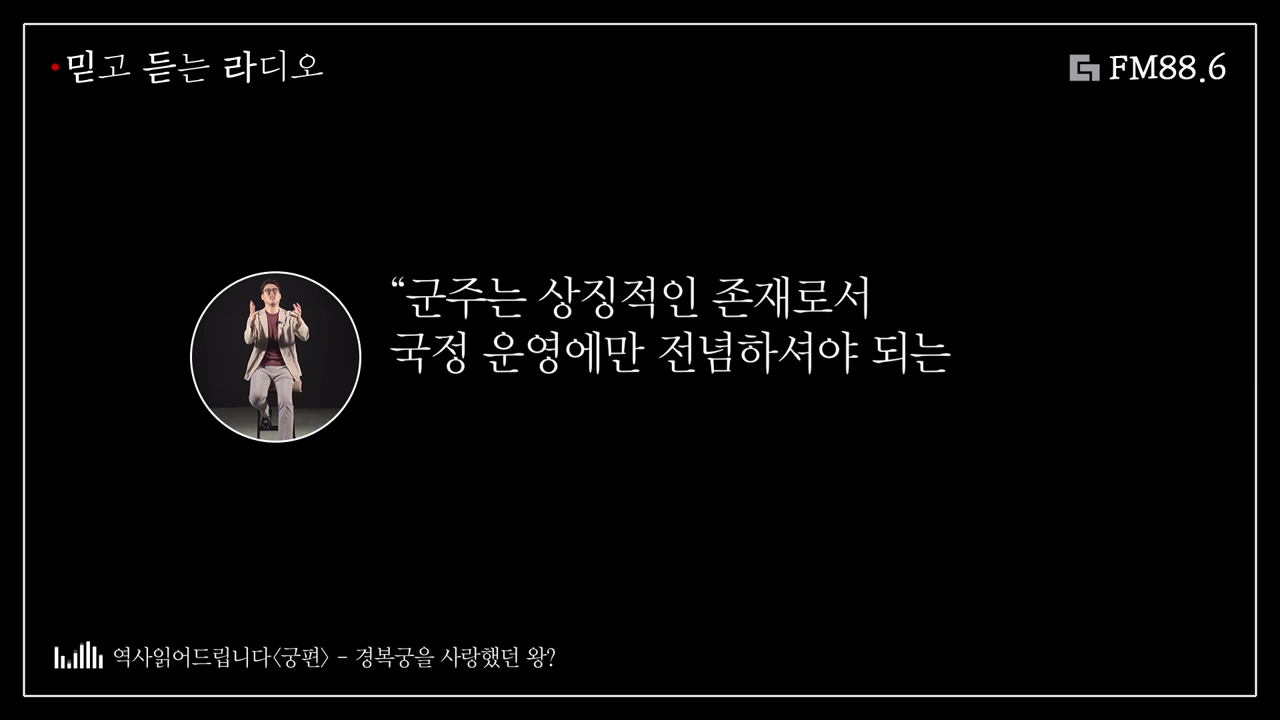 믿고 듣는 라디오
FM88.6
“군주는 상징적인 존재로서
국정 운영에만 전념하셔야 되는
역사읽어드립니다<궁편> - 경복궁을 사랑했던 왕?